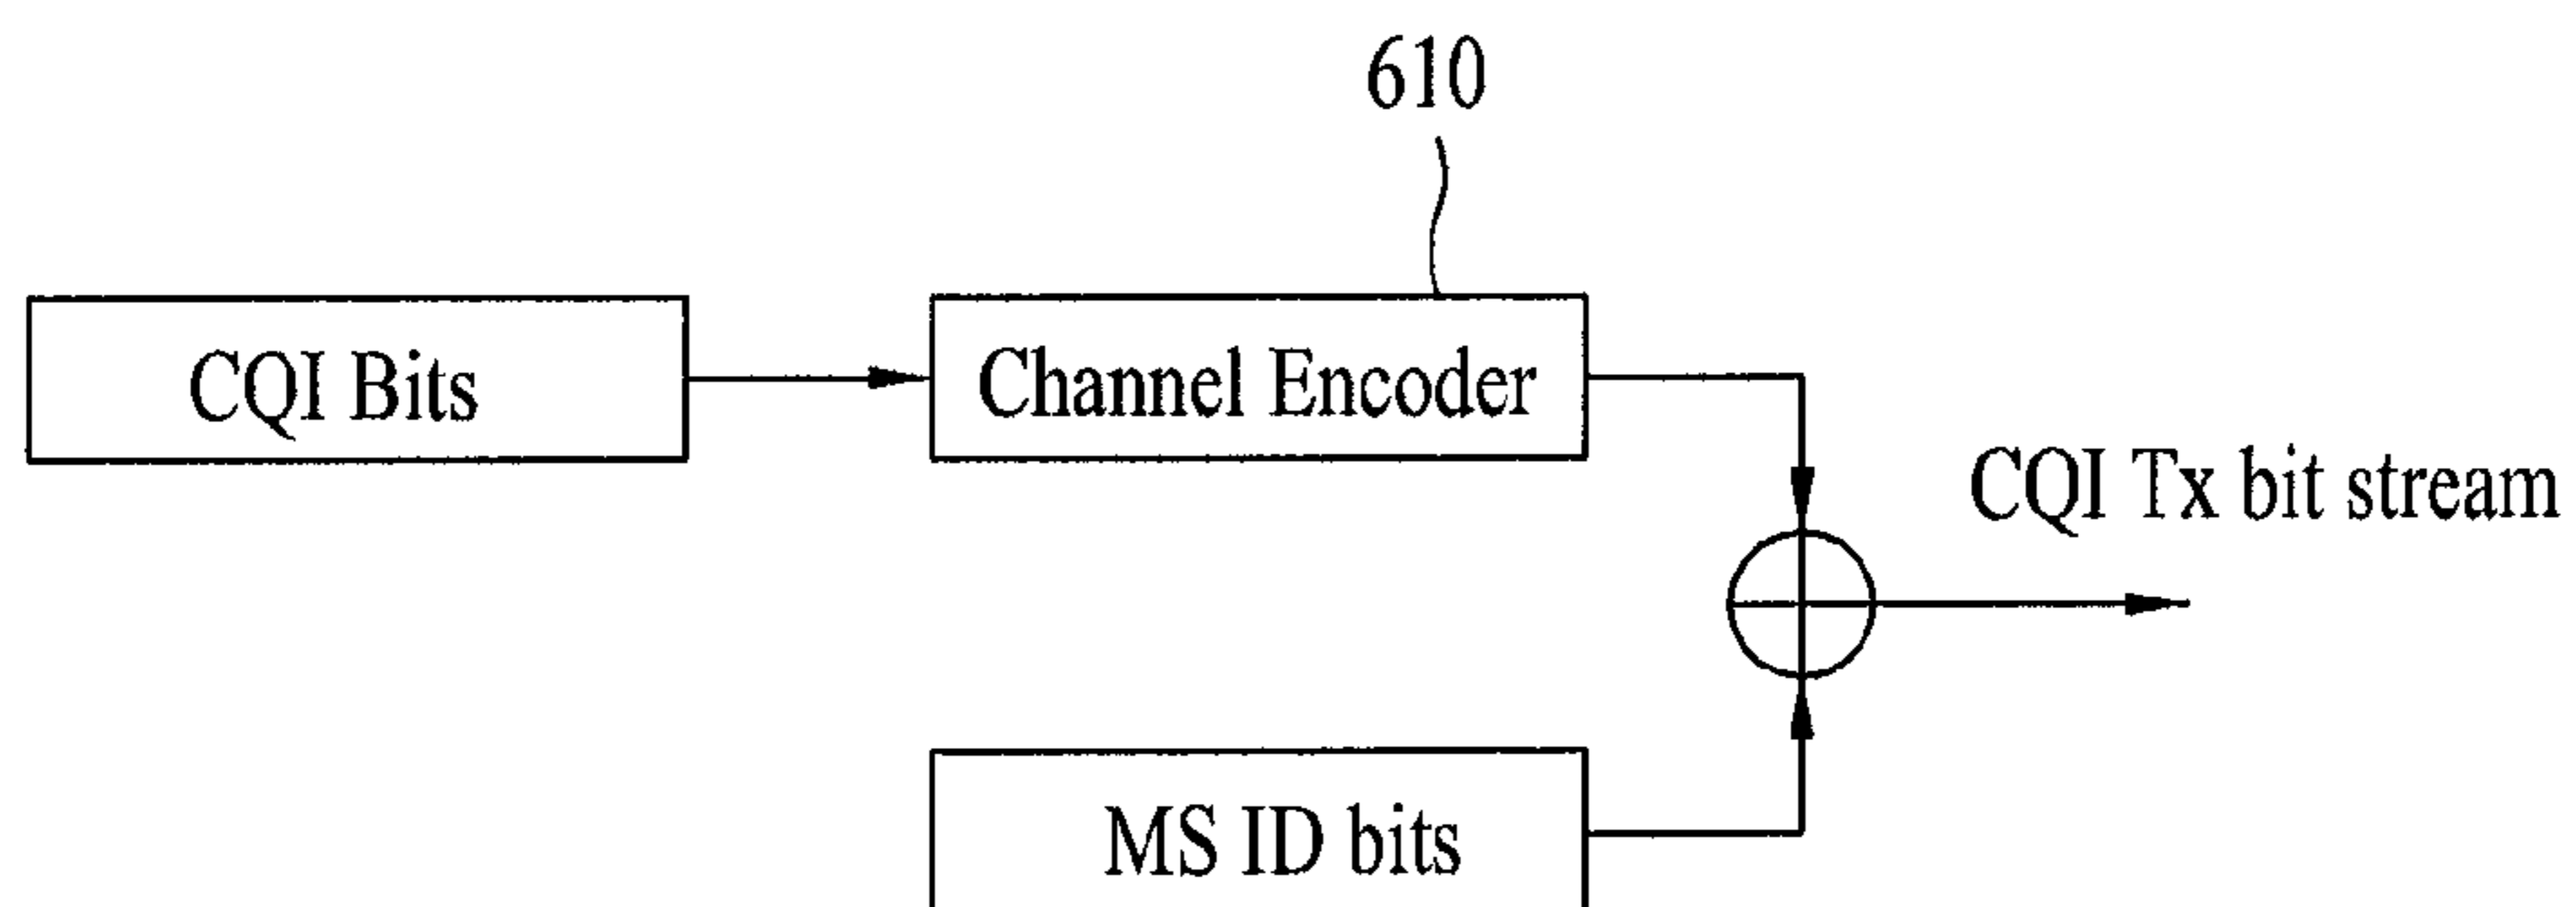 610
CQI Bits
Channel Encoder
CQI Tx bit stream
MS ID bits